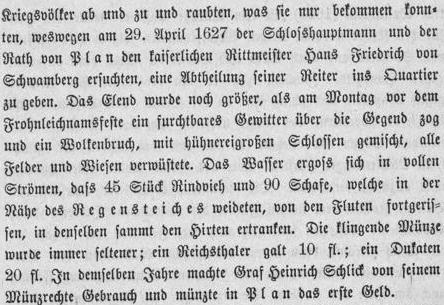 Kriegsvölker ab und zu und raubten, was sie nur bekommen konn-
ten, weswegen am 29. April 1627 der Schlosshauptmann und der
Rath von Plan den kaiserlichen Rittmeister Hans Friedrich von
Schwamberg ersuchten, eine Abtheilung seiner Reiter ins Quartier
zu geben. Das Elend wurde noch größer, als am Montag vor dem
Frohnleichnamsfeste ein furchtbares Gewitter über die Gegend zog
und ein Wolkenbruch, mit hühnereigroßen Schlossen gemischt, alle
Felder und Wiesen verwüstete. Das Wasser ergoss sich in vollen
Strömen, dass 45 Stück Rindvieh und 90 Schafe, welche in der
Nähe des Regensteiches weideten, von den Fluten fortgeris-
sen, in denselben sammt den Hirten ertranken. Die klingende Münze
wurde immer seltener; ein Reichsthaler galt 10 fl.; ein Dukaten
20 fl. In demselben Jahre machte Graf Heinrich Schlick von seinem
Münzrechte Gebrauch und münzte in Plan das erste Geld.